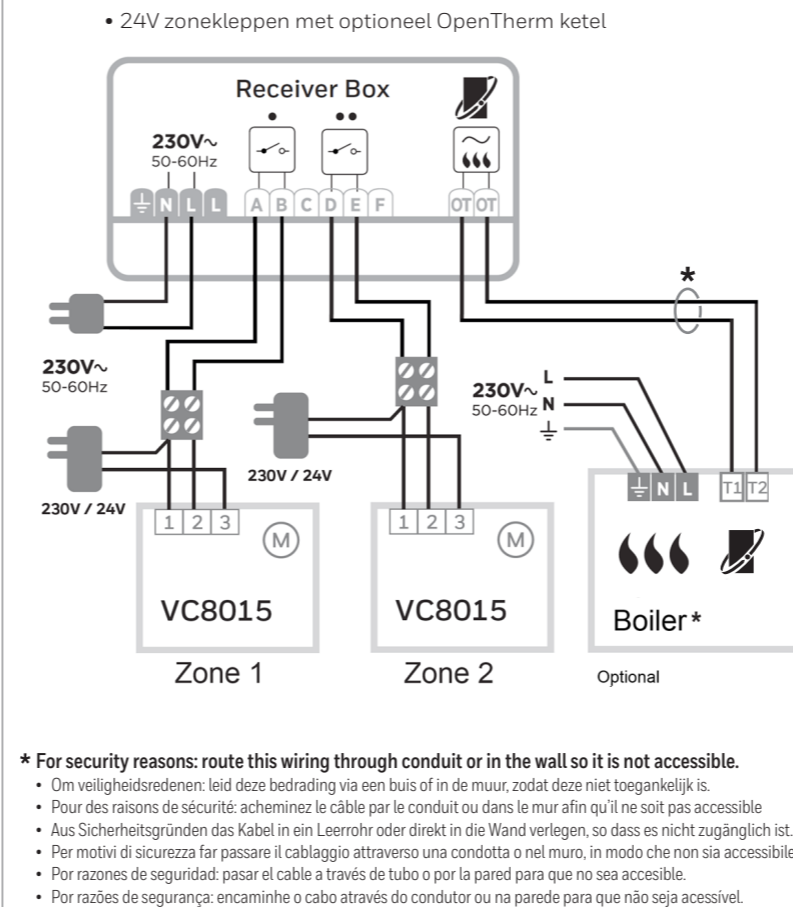 • 24V zonekleppen met optioneel OpenTherm ketel
Receiver Box
• ••
230V~
50-60Hz
N L L A B C D E F OT OT
*
230V~
50-60Hz
230V~
50-60Hz
L
N
230V / 24V
230V / 24V
N L T1 T2
1 2 3
M
1 2 3
M
VC8015
VC8015
Boiler*
Zone 1
Zone 2
Optional
* For security reasons: route this wiring through conduit or in the wall so it is not accessible.
• Om veiligheidsredenen: leid deze bedrading via een buis of in de muur, zodat deze niet toegankelijk is.
• Pour des raisons de sécurité: acheminez le câble par le conduit ou dans le mur afin qu'il ne soit pas accessible
• Aus Sicherheitsgründen das Kabel in ein Leerrohr oder direkt in die Wand verlegen, so dass es nicht zugänglich ist.
• Per motivi di sicurezza far passare il cablaggio attraverso una condotta o nel muro, in modo che non sia accessibile
• Por razones de seguridad: pasar el cable a través de tubo o por la pared para que no sea accesible.
• Por razões de segurança: encaminhe o cabo através do condutor ou na parede para que não seja acessível.